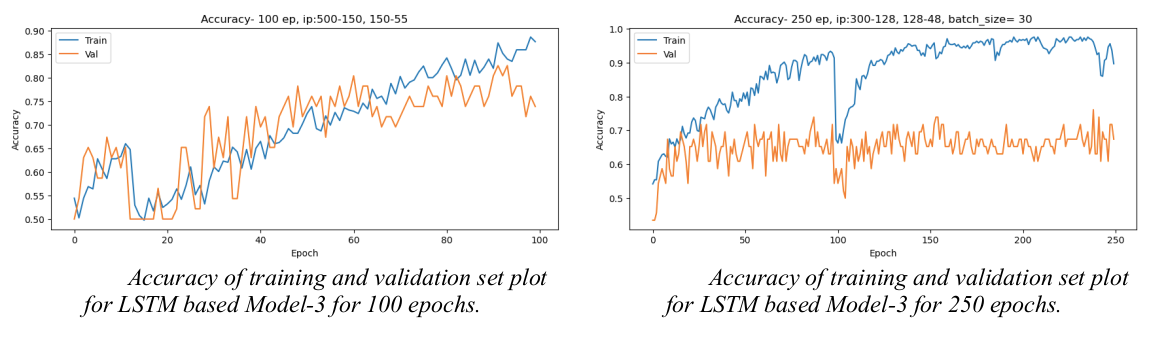 Accuracy- 100 ep, ip:500-150, 150-55
Train
Val
0.90
0.85
0.80
0.75
0.70
0.65
0.60
0.55
0.50
Accuracy
0
20
40
60
80
100
Epoch
Accuracy of training and validation set plot
for LSTM based Model-3 for 100 epochs.
Accuracy- 250 ep, ip:300-128, 128-48, batch_size= 30
Train
Val
1.0
0.9
0.8
0.7
0.6
0.5
Accuracy
0
50
100
150
200
250
Epoch
Accuracy of training and validation set plot
for LSTM based Model-3 for 250 epochs.